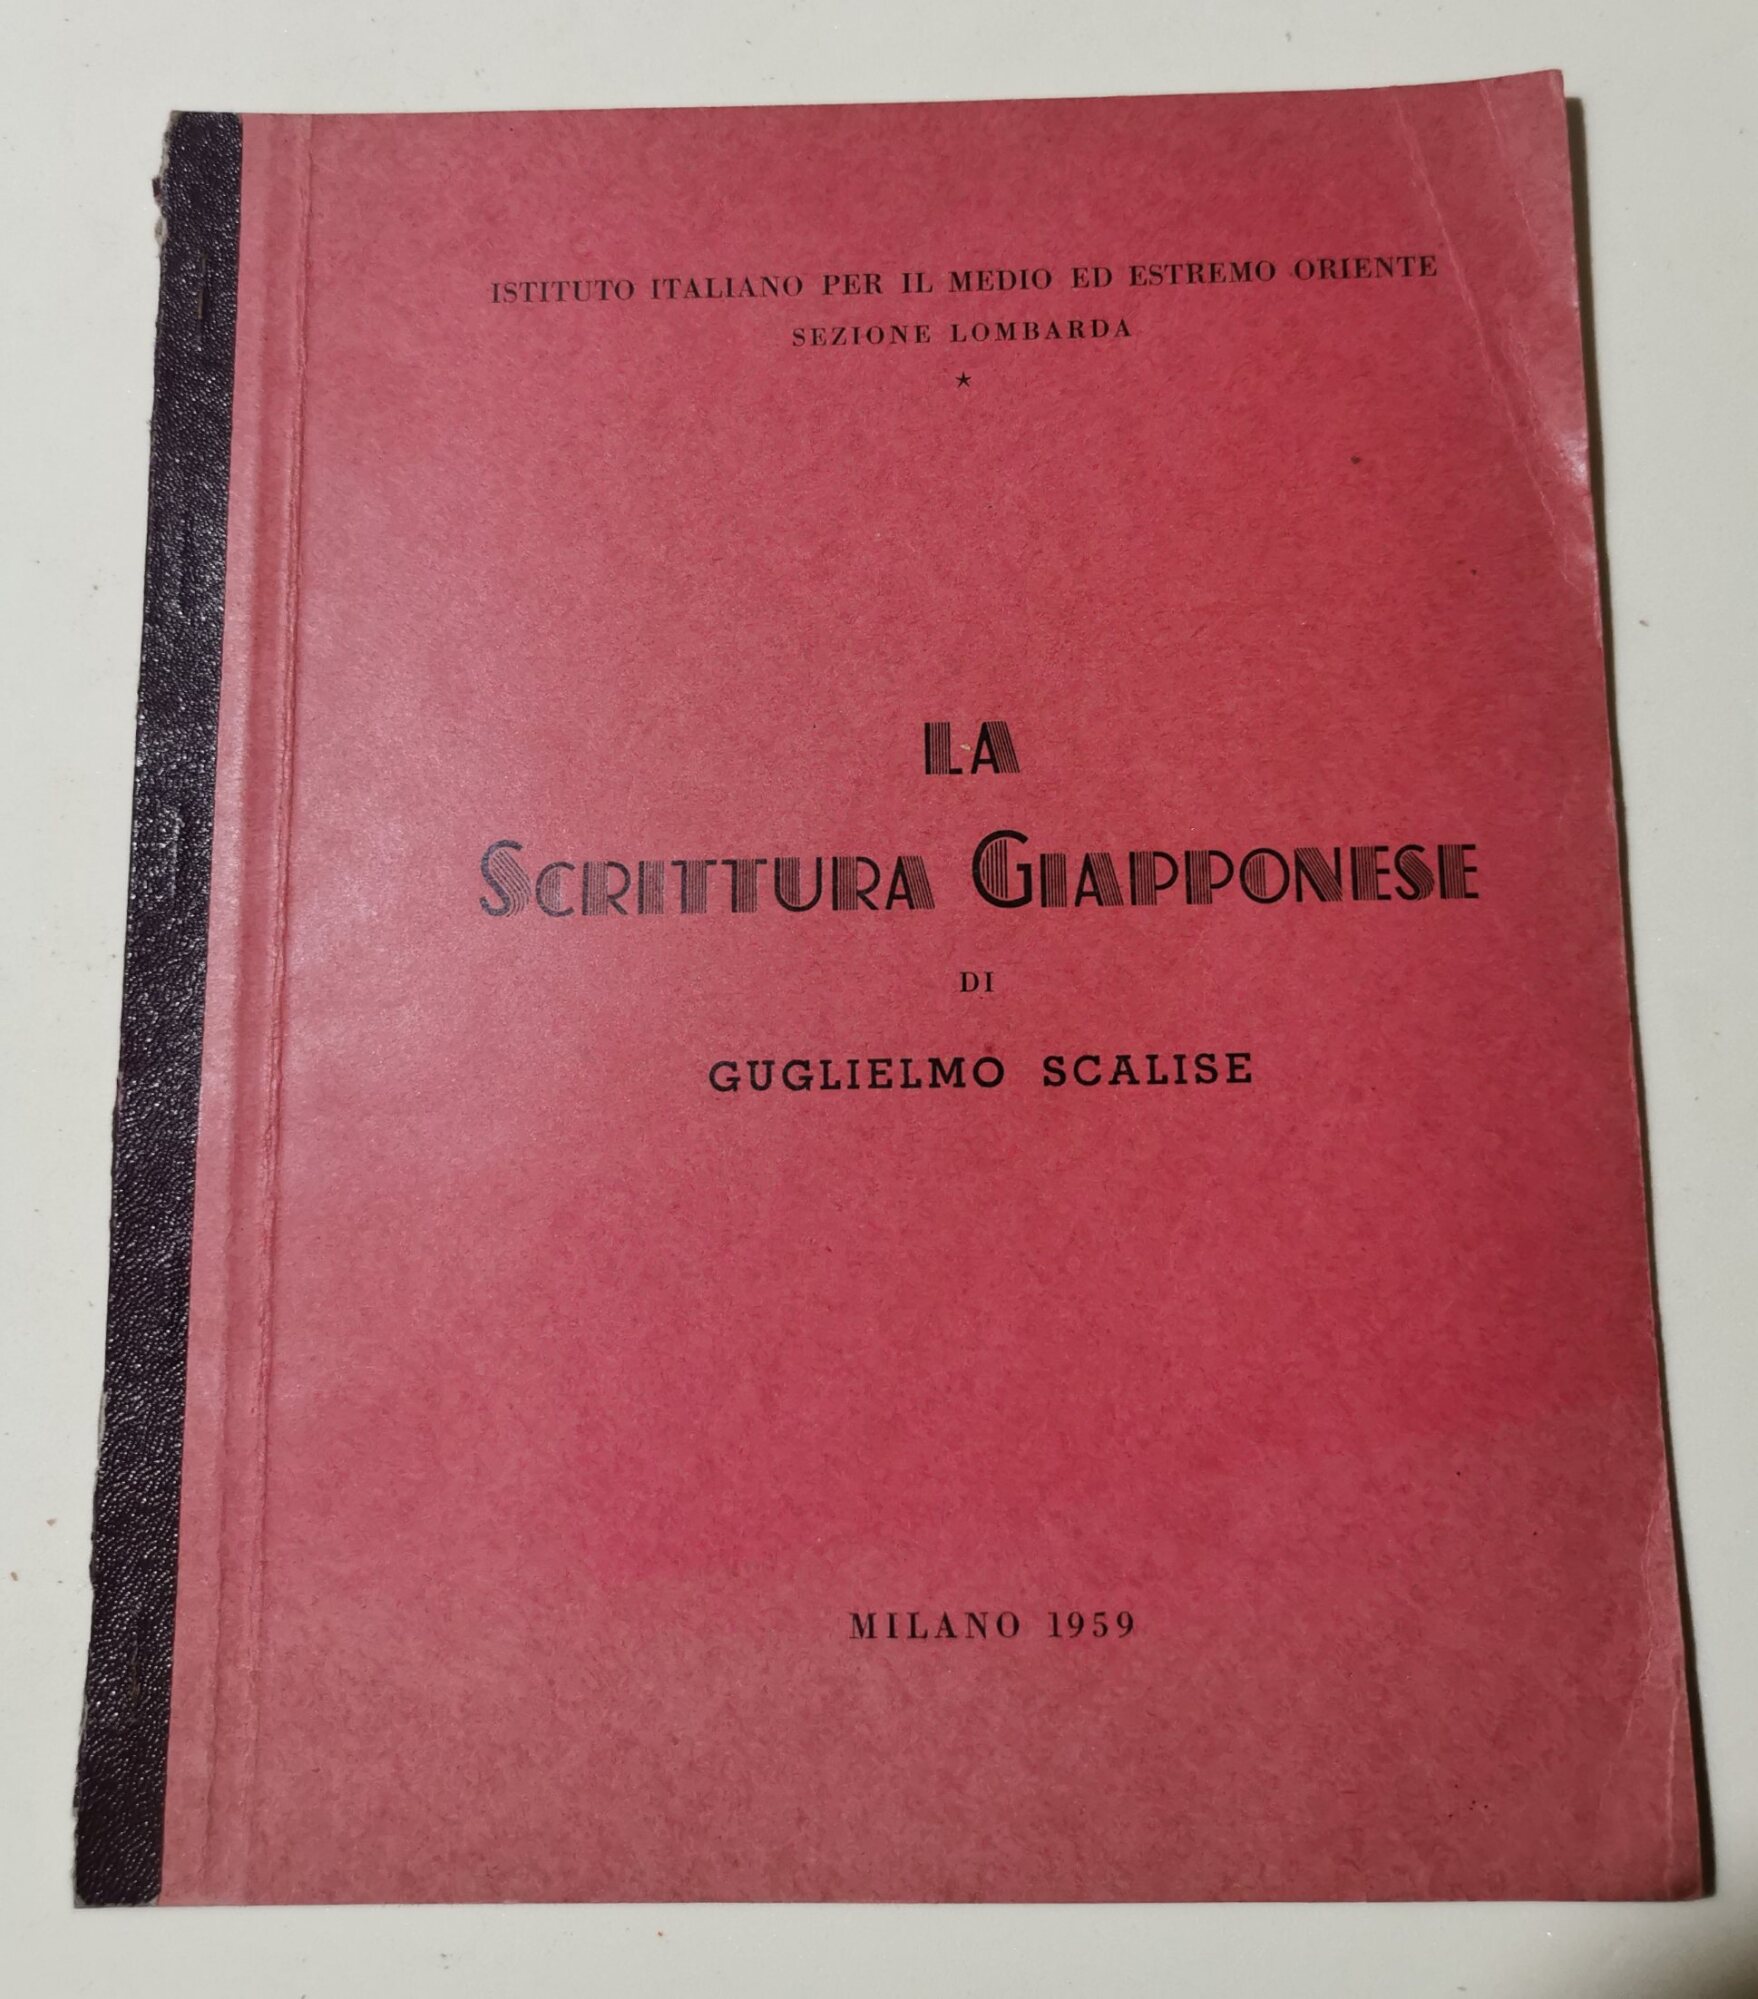 ISTITUTO ITALIANO PER IL MEDIO ED ESTREMO ORIENTE
SEZIONE LOMBARDA
★
LA
SCRITTURA GIAPPONESE
DI
GUGLIELMO SCALISE
MILANO 1959